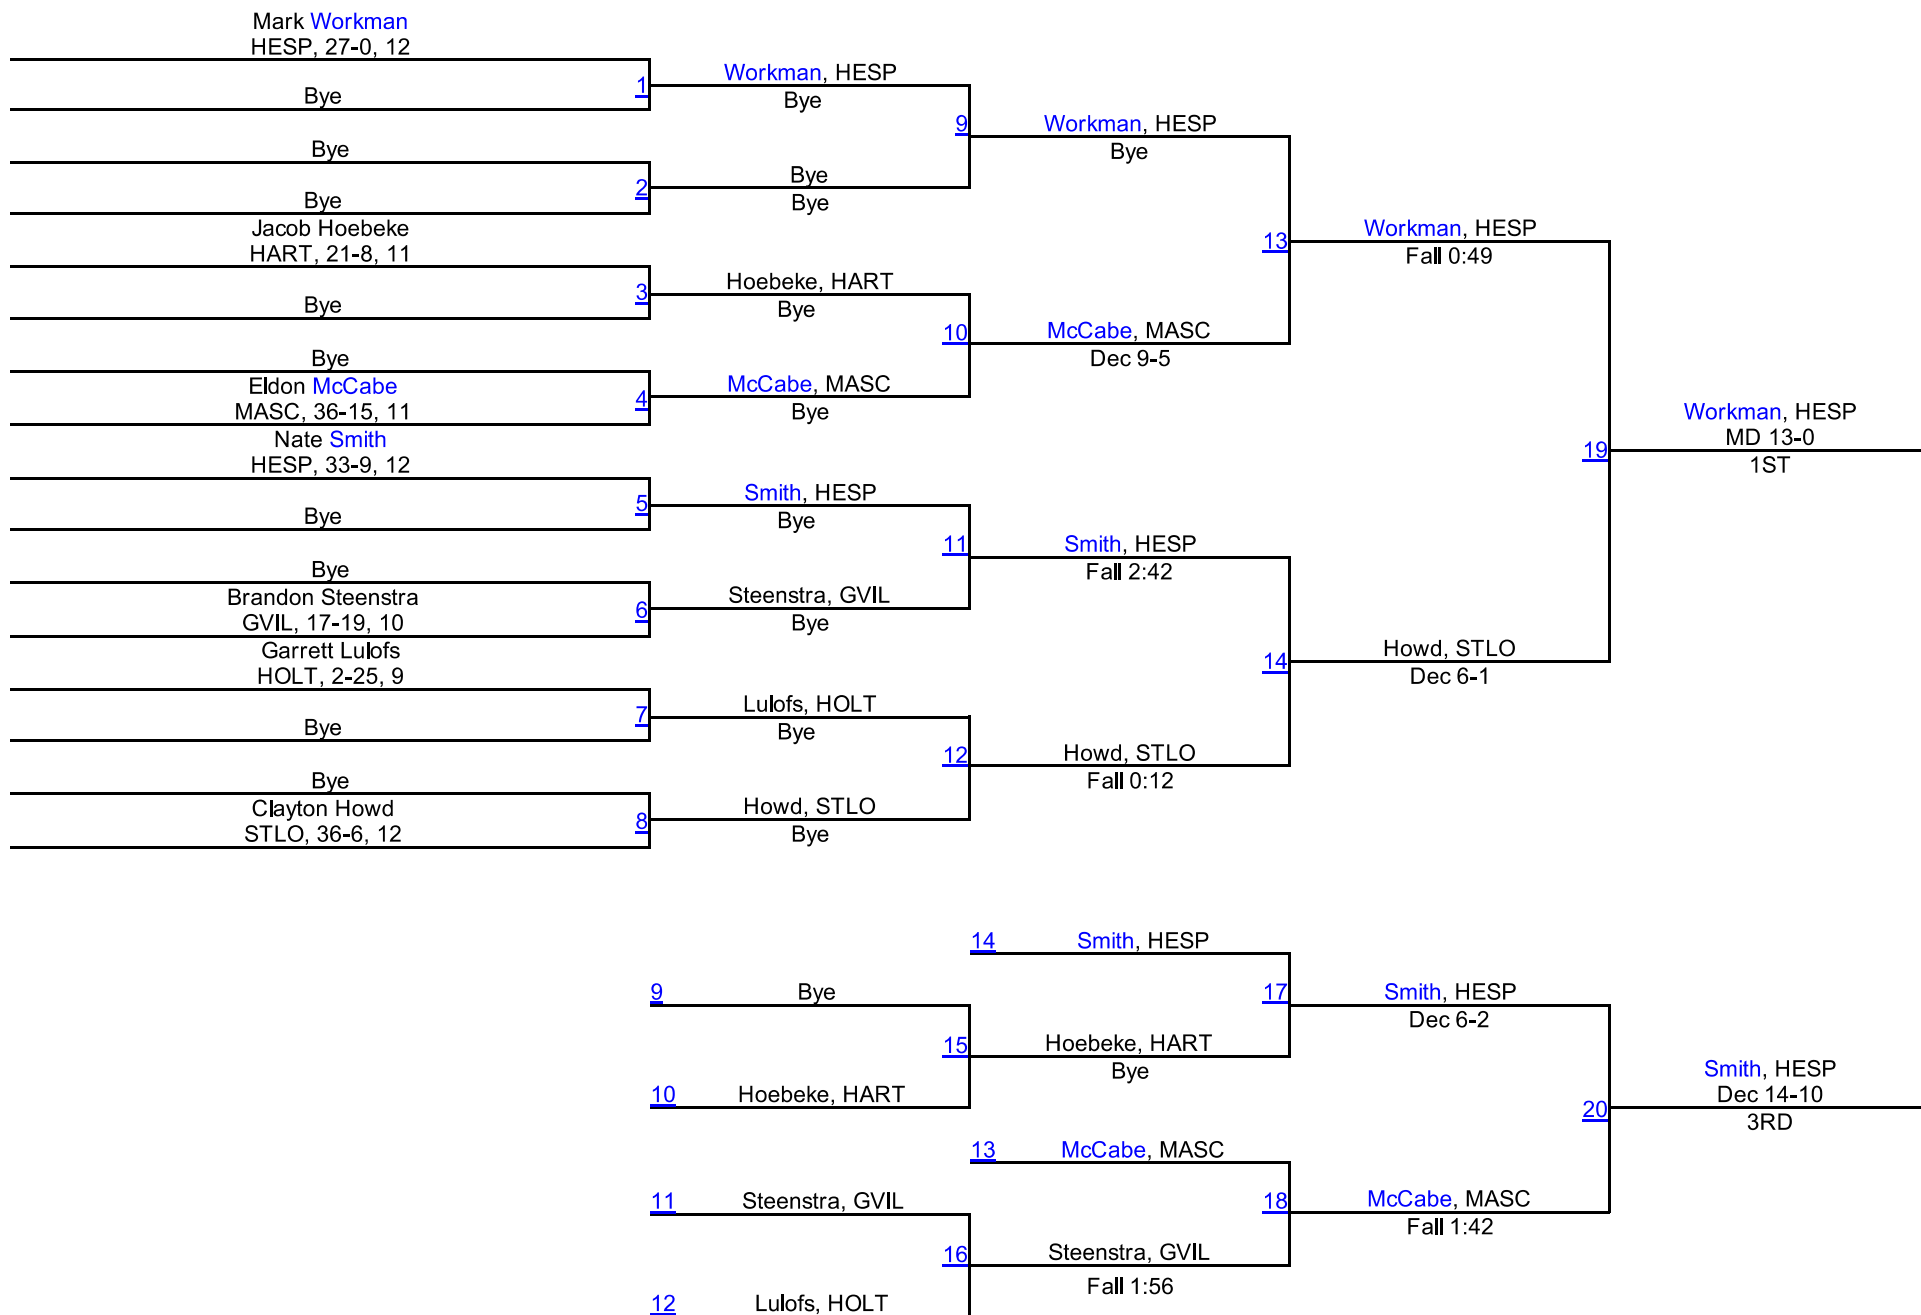 Mark Workman
HESP, 27-0, 12
1
Bye
Workman, HESP
Bye
9
Bye
2
Bye
Bye
Bye
Workman, HESP
Bye
Jacob Hoebeke
HART, 21-8, 11
3
Bye
Hoebeke, HART
Bye
10
Bye
Eldon McCabe
MASC, 36-15, 11
4
McCabe, MASC
Bye
McCabe, MASC
Dec 9-5
13
Workman, HESP
Fall 0:49
Nate Smith
HESP, 33-9, 12
5
Bye
Smith, HESP
Bye
11
Bye
Brandon Steenstra
GVIL, 17-19, 10
6
Steenstra, GVIL
Bye
Smith, HESP
Fall 2:42
14
Garrett Lulofs
HOLT, 2-25, 9
7
Bye
Lulofs, HOLT
Bye
12
Bye
Clayton Howd
STLO, 36-6, 12
8
Howd, STLO
Bye
Howd, STLO
Fall 0:12
Howd, STLO
Dec 6-1
19
Workman, HESP
MD 13-0
1ST
14
Smith, HESP
9
Bye
15
10
Hoebeke, HART
Hoebeke, HART
Bye
17
Smith, HESP
Dec 6-2
13
McCabe, MASC
11
Steenstra, GVIL
16
12
Lulofs, HOLT
Steenstra, GVIL
Fall 1:56
18
McCabe, MASC
Fall 1:42
20
Smith, HESP
Dec 14-10
3RD